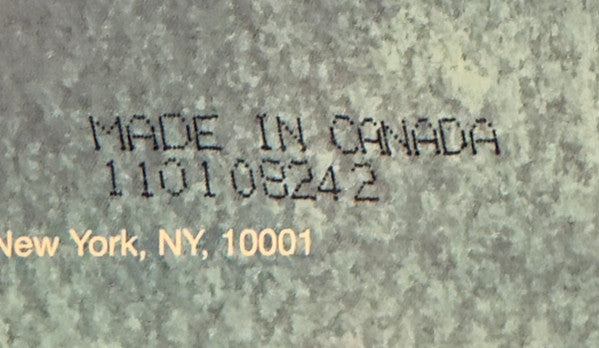 MADE IN CANADA
110108242
New York, NY, 10001